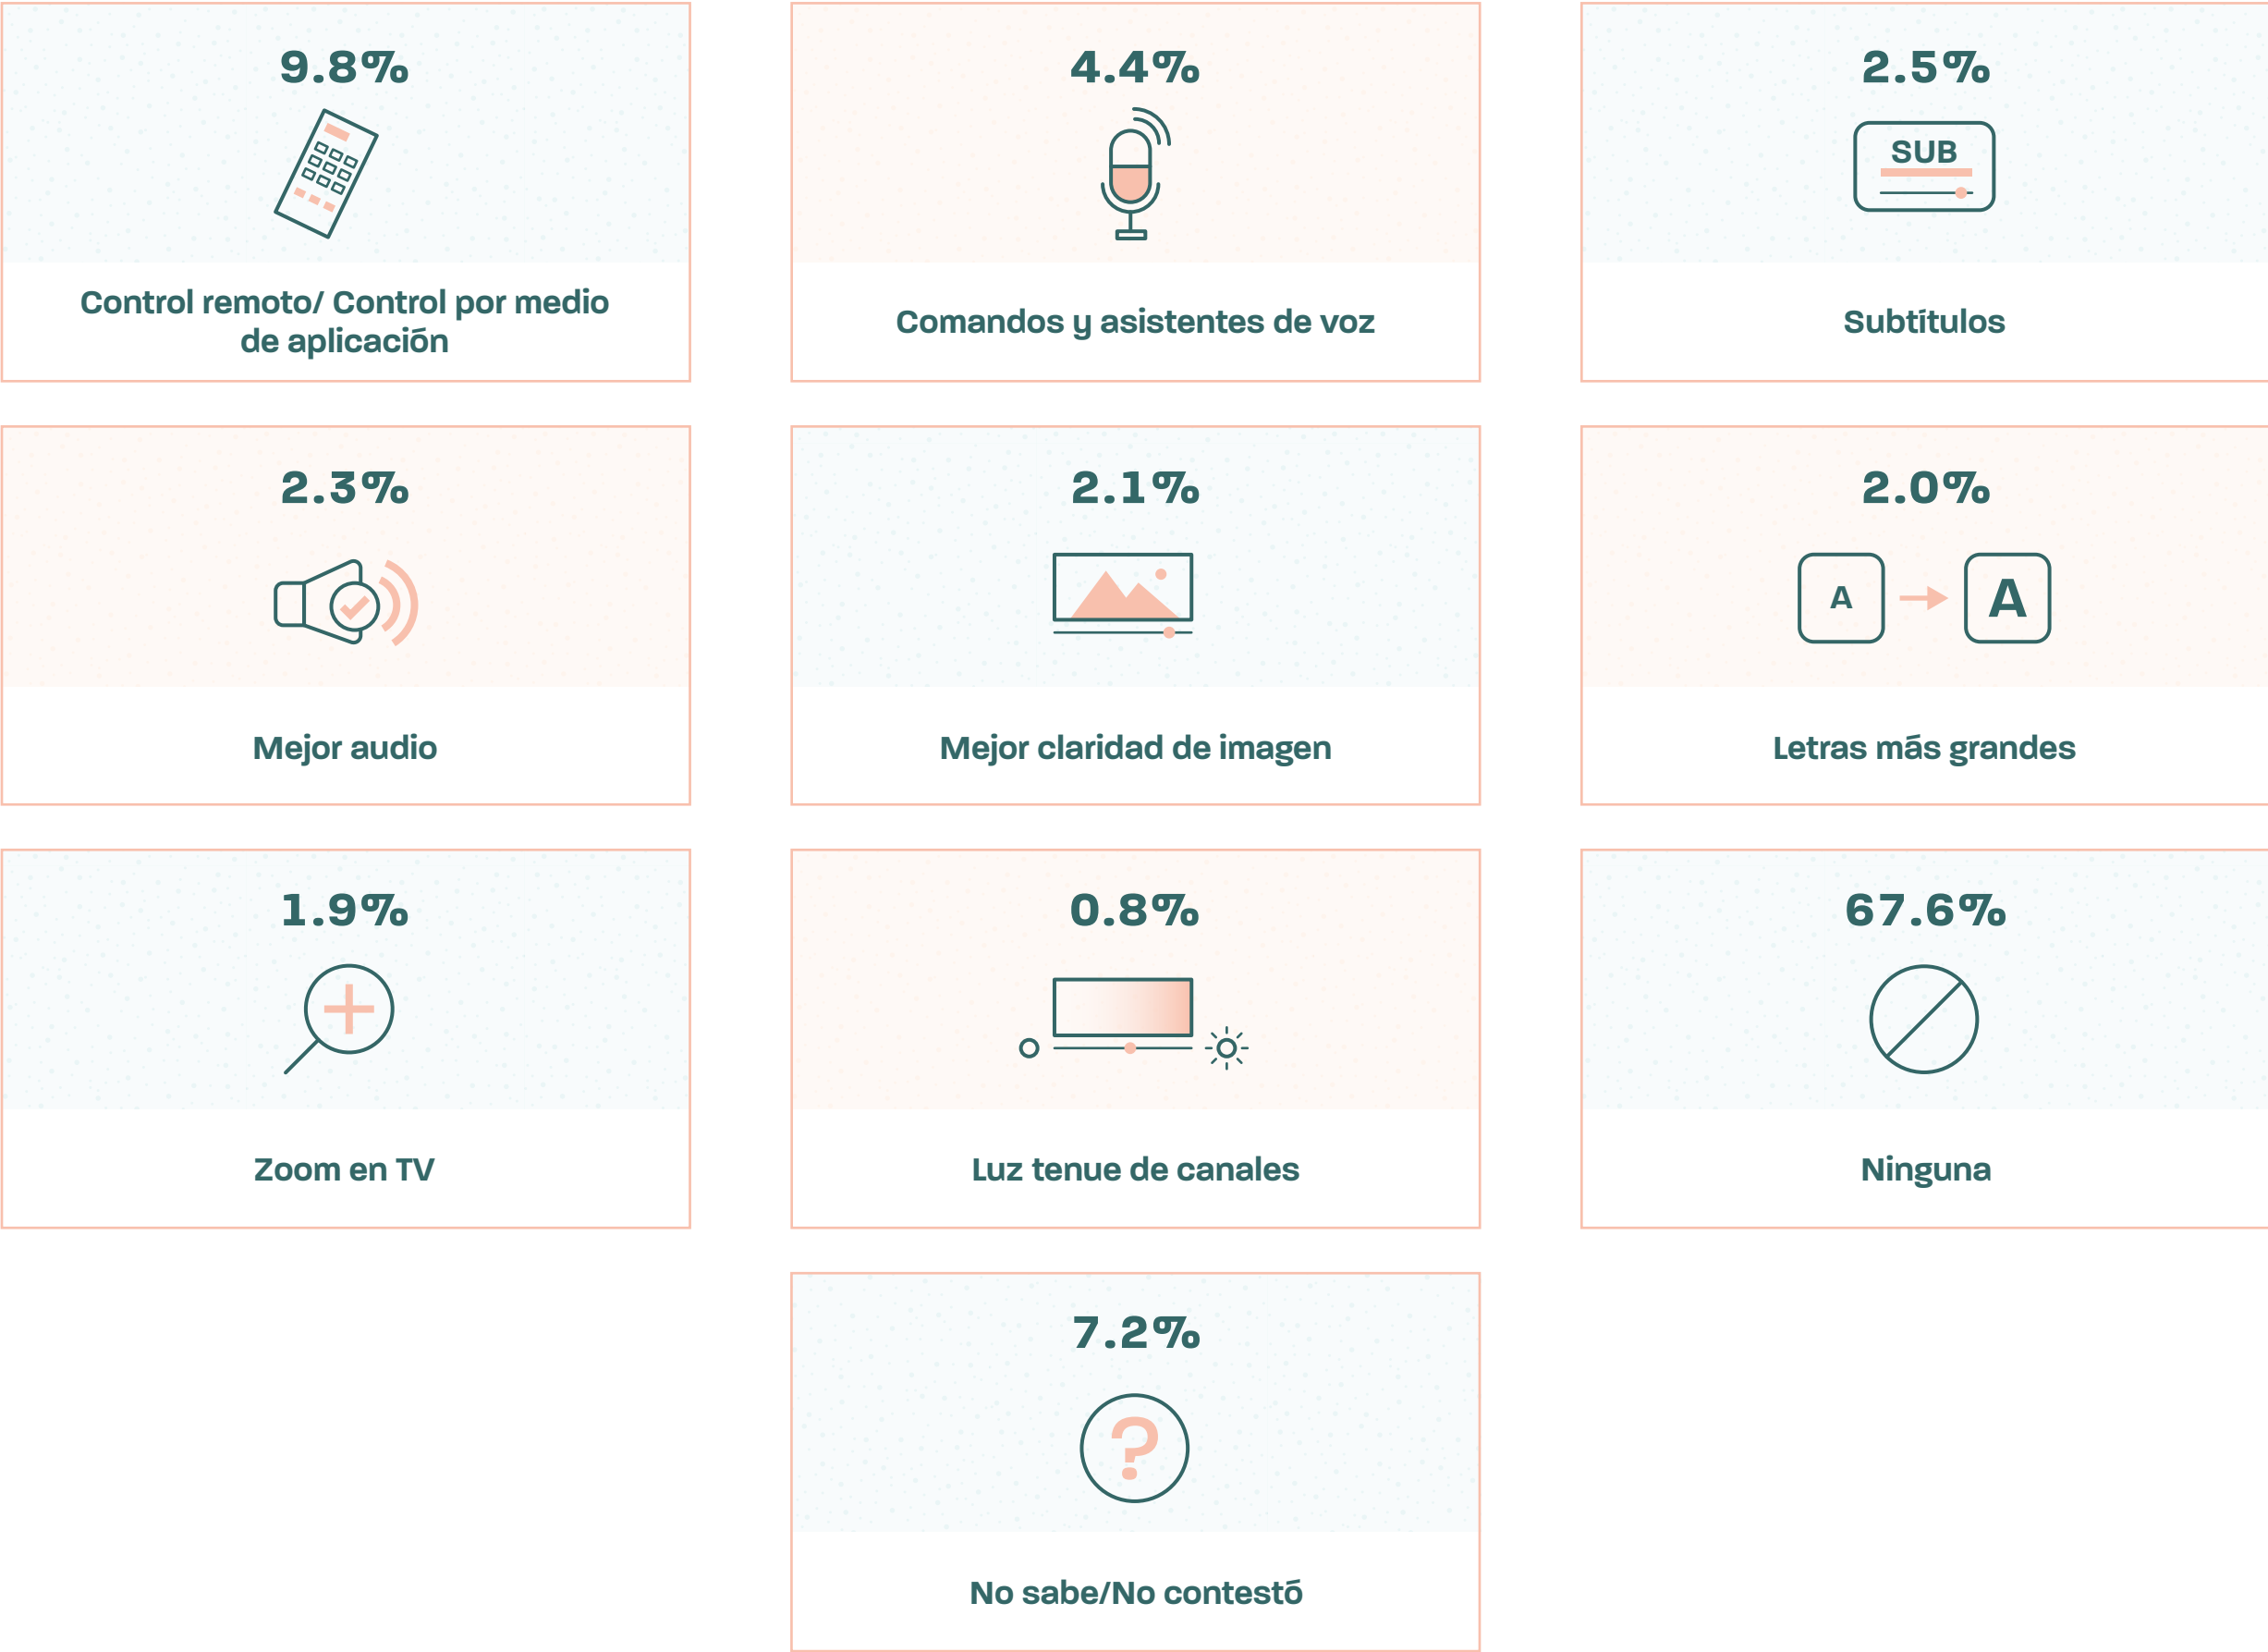 9.8%
Control remoto/ Control por medio
de aplicación
4.4%
Comandos y asistentes de voz
2.5%
SUB
Subtítulos
2.3%
Mejor audio
2.1%
Mejor claridad de imagen
2.0%
A
A
Letras más grandes
1.9%
Zoom en TV
0.8%
Luz tenue de canales
67.6%
Ninguna
7.2%
?
No sabe/No contestó